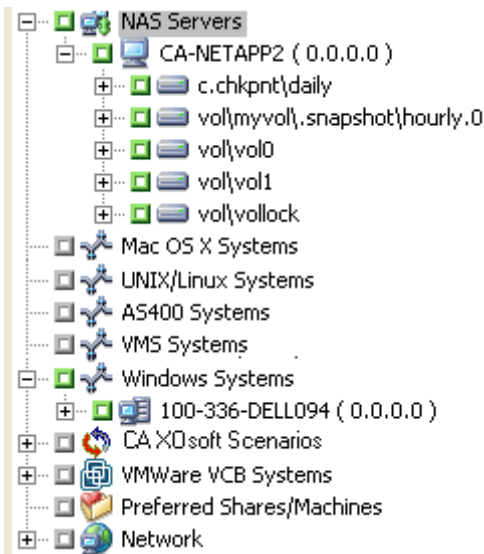 NAS Servers
CA-NETAPP2 ( 0.0.0.0 )
c.chkpnt\daily
vol\myvol\.snapshot\hourly.0
vol\vol0
vol\vol1
vol\vollock
Mac OS X Systems
UNIX/Linux Systems
AS400 Systems
VMS Systems
Windows Systems
100-336-DELL094 ( 0.0.0.0 )
CA XOsoft Scenarios
VMWare VCB Systems
Preferred Shares/Machines
Network